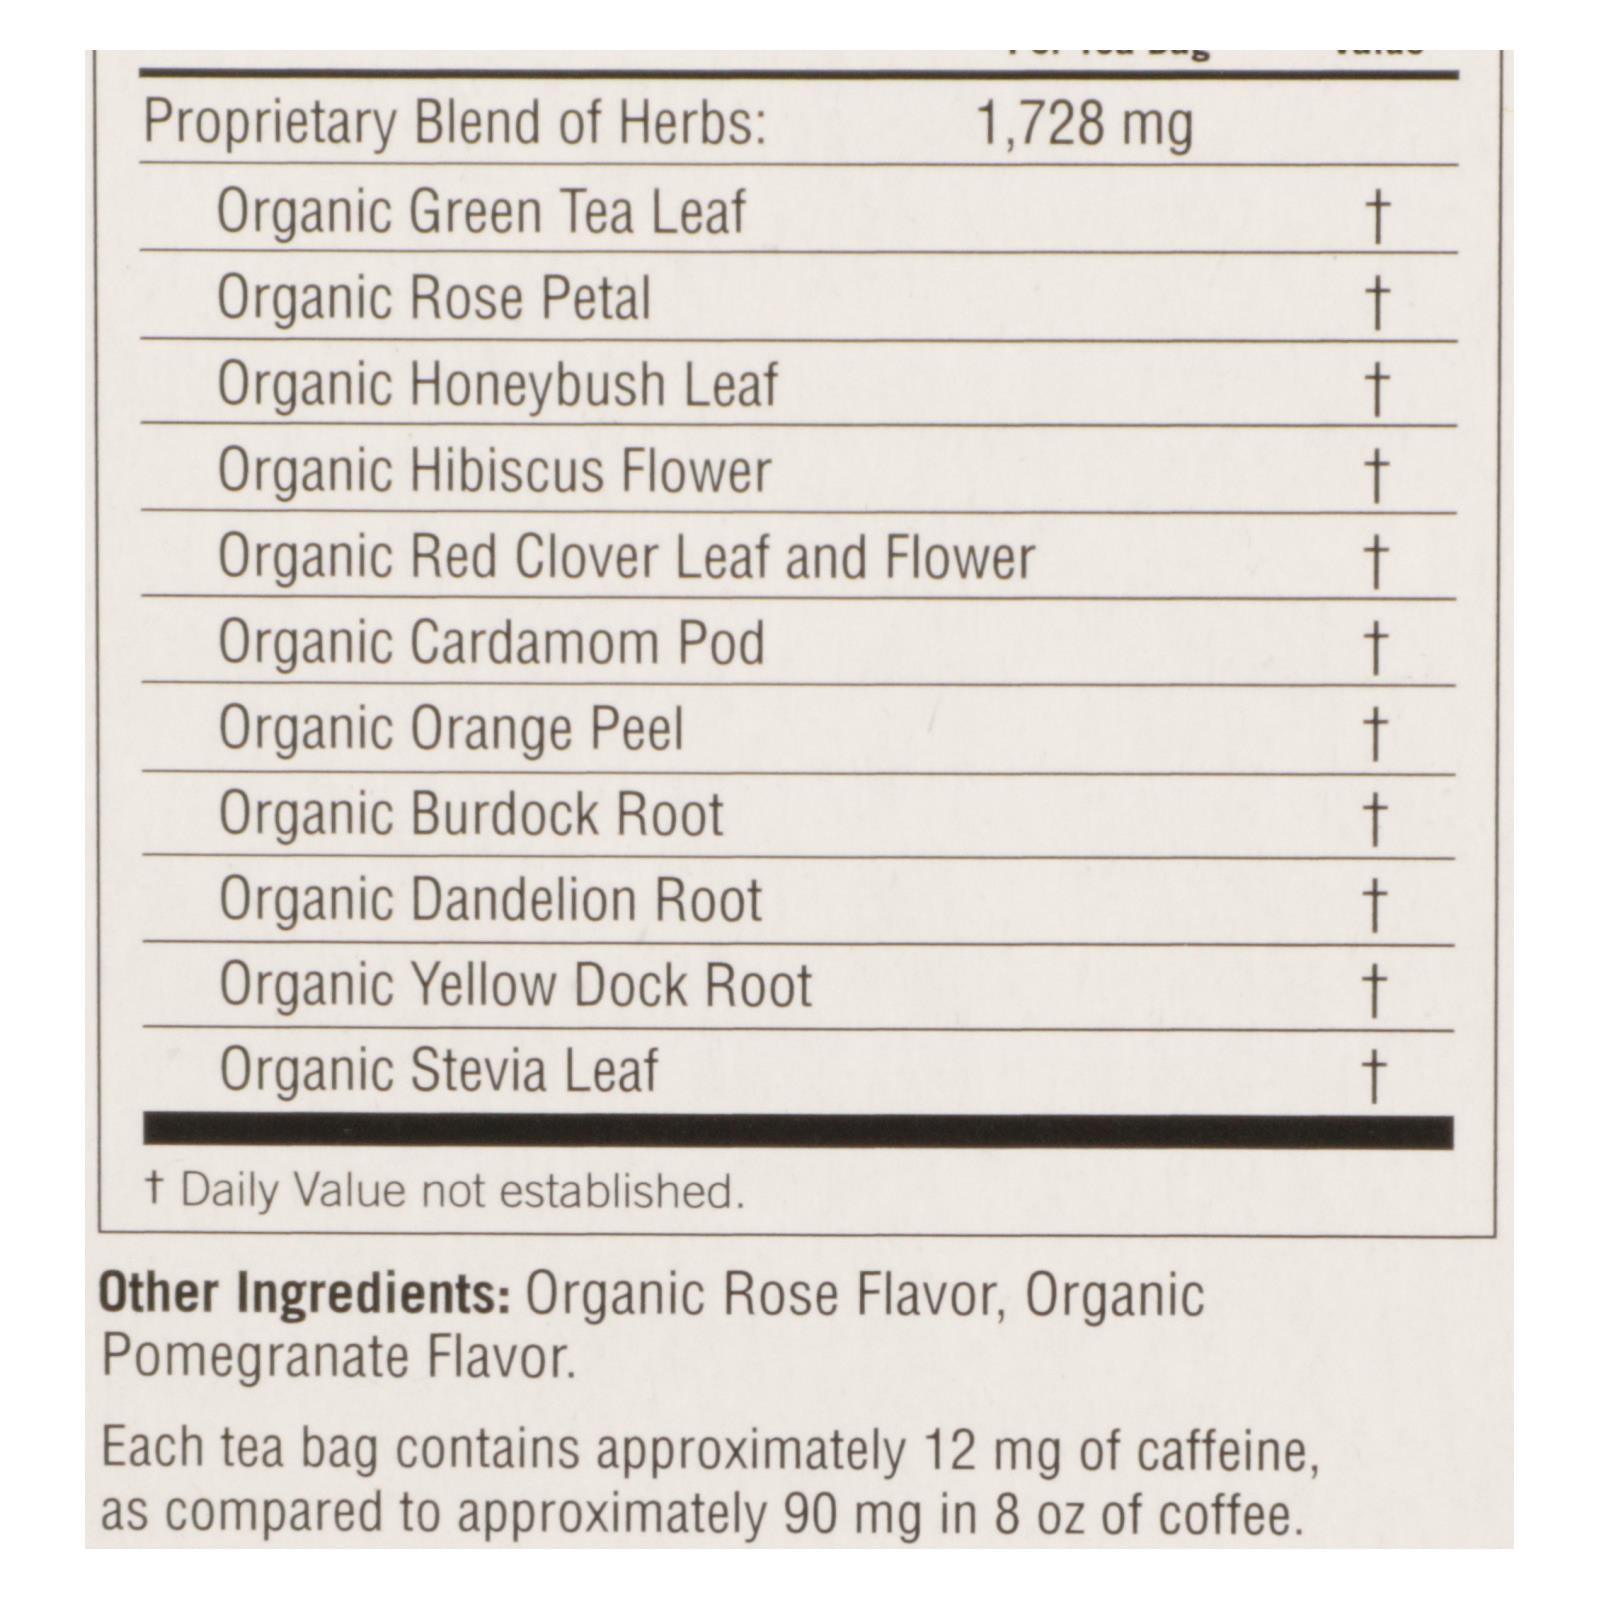 Proprietary Blend of Herbs: 1,728 mg
Organic Green Tea Leaf †
Organic Rose Petal †
Organic Honeybush Leaf †
Organic Hibiscus Flower †
Organic Red Clover Leaf and Flower †
Organic Cardamom Pod †
Organic Orange Peel †
Organic Burdock Root †
Organic Dandelion Root †
Organic Yellow Dock Root †
Organic Stevia Leaf †
† Daily Value not established.
Other Ingredients: Organic Rose Flavor, Organic
Pomegranate Flavor.
Each tea bag contains approximately 12 mg of caffeine,
as compared to approximately 90 mg in 8 oz of coffee.